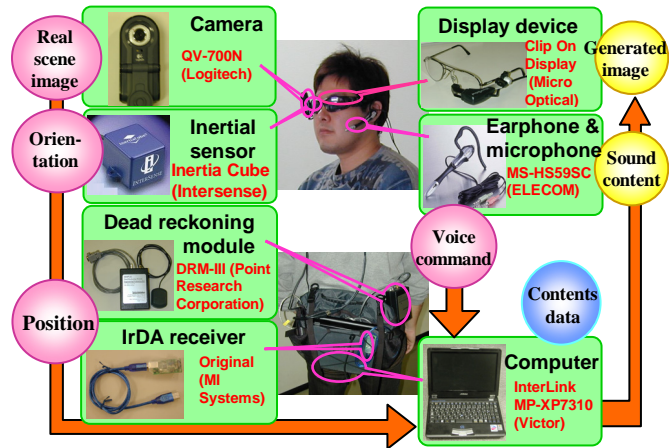 Real
scene
image
Camera
QV-700N
(Logitech)
Display device
Clip On
Display
(Micro
Optical)
Generated
image
Orien-
tation
Inertial
sensor
Inertia Cube
(Intersense)
INTERSENSE
Earphone &
microphone
MS-HS59SC
(ELECOM)
Sound
content
Dead reckoning
module
DRM-III (Point
Research
Corporation)
Voice
command
Contents
data
Position
IrDA receiver
Original
(MI
Systems)
Computer
InterLink
MP-XP7310
(Victor)